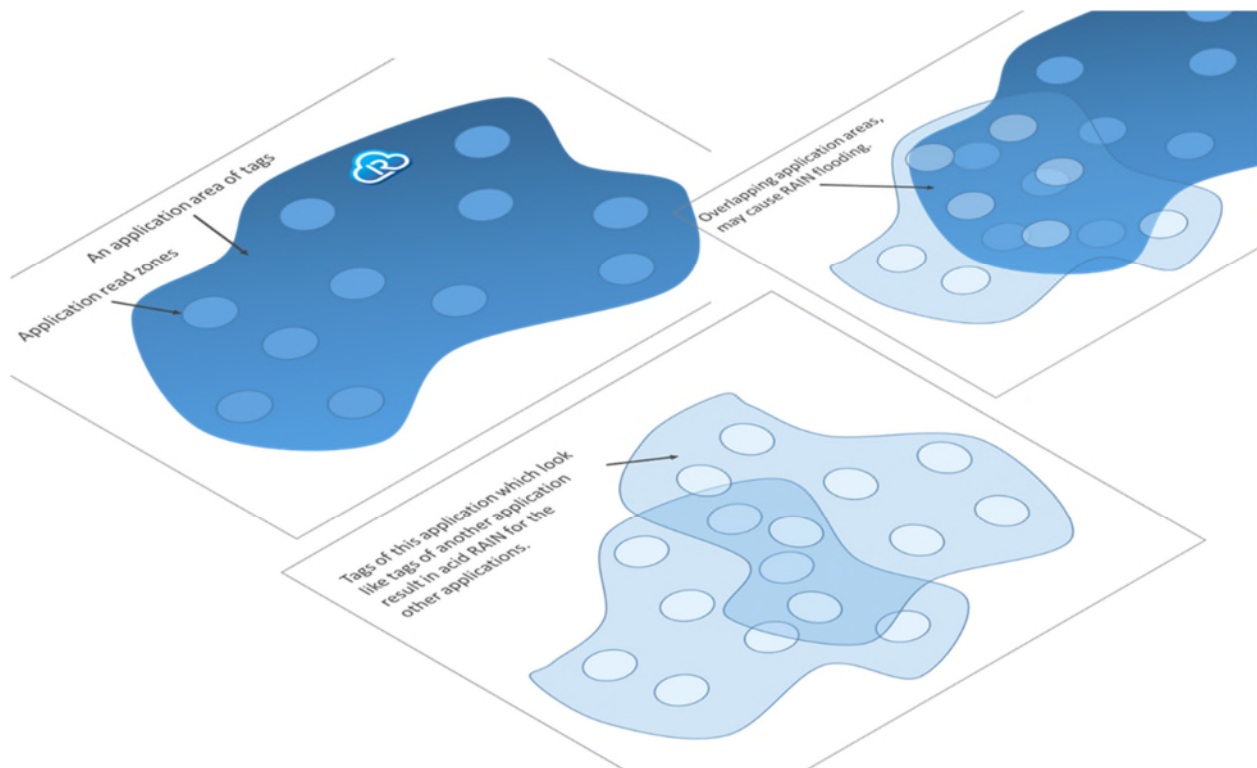 An application area of tags
Application read zones
Overlapping application areas,
may cause RAIN flooding.
Tags of this application which look
like tags of another application
result in acid RAIN for the
other applications.